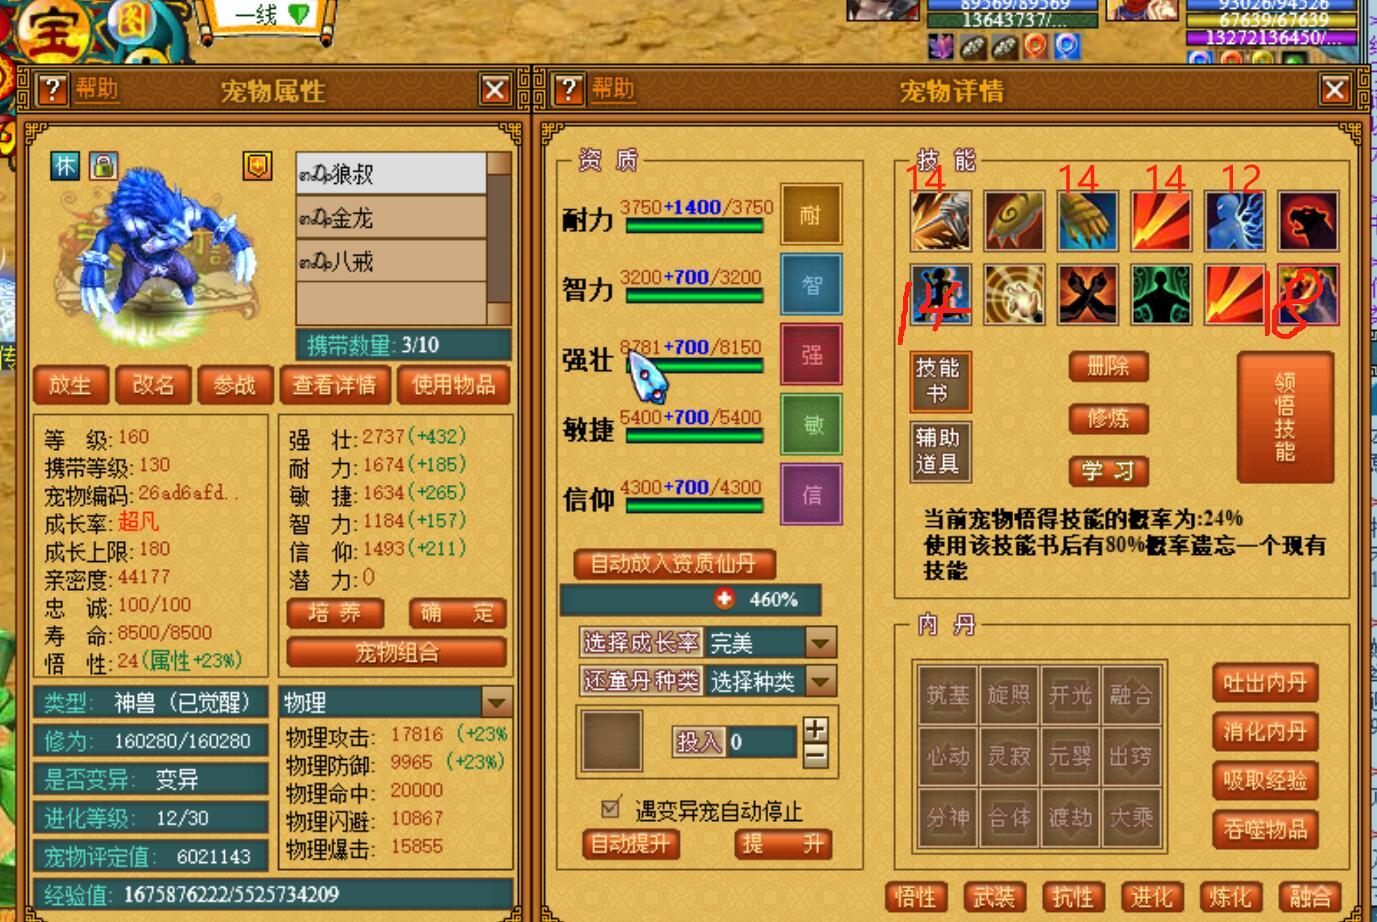 宝
图
一线
89569/89569
13643737/...
93026/94526
67639/67639
13272136450/...
? 帮助
宠物属性
休
狼叔
金龙
八戒
携带数量: 3/10
放生
改名
参战
查看详情
使用物品
等 级: 160
携带等级: 130
宠物编码: 26ad6afd..
成长率: 超凡
成长上限: 180
亲密度: 44177
忠 诚: 100/100
寿 命: 8500/8500
悟 性: 24(属性+23%)
强 壮: 2737(+432)
耐 力: 1674(+185)
敏 捷: 1634(+265)
智 力: 1184(+157)
信 仰: 1493(+211)
潜 力: 0
培 养
确 定
宠物组合
类型: 神兽（已觉醒）
修为: 160280/160280
是否变异: 变异
进化等级: 12/30
宠物评定值: 6021143
经验值: 1675876222/5525734209
物理
物理攻击: 17816 (+23%
物理防御: 9965 (+23%)
物理命中: 20000
物理闪避: 10867
物理爆击: 15855
? 帮助
宠物详情
资 质
耐力 3750+1400/3750 耐
智力 3200+700/3200 智
强壮 8781+700/8150 强
敏捷 5400+700/5400 敏
信仰 4300+700/4300 信
自动放入资质仙丹
460%
选择成长率 完美
还童丹种类 选择种类
投入 0
遇变异宠自动停止
自动提升
提 升
技 能
14 14 14 12
14 18
技能书
辅助道具
删除
修炼
学 习
领悟技能
当前宠物悟得技能的概率为:24%
使用该技能书后有80%概率遗忘一个现有
技能
内 丹
筑基 旋照 开光 融合
心动 灵寂 元婴 出窍
分神 合体 渡劫 大乘
吐出内丹
消化内丹
吸取经验
吞噬物品
悟性
武装
抗性
进化
炼化
融合